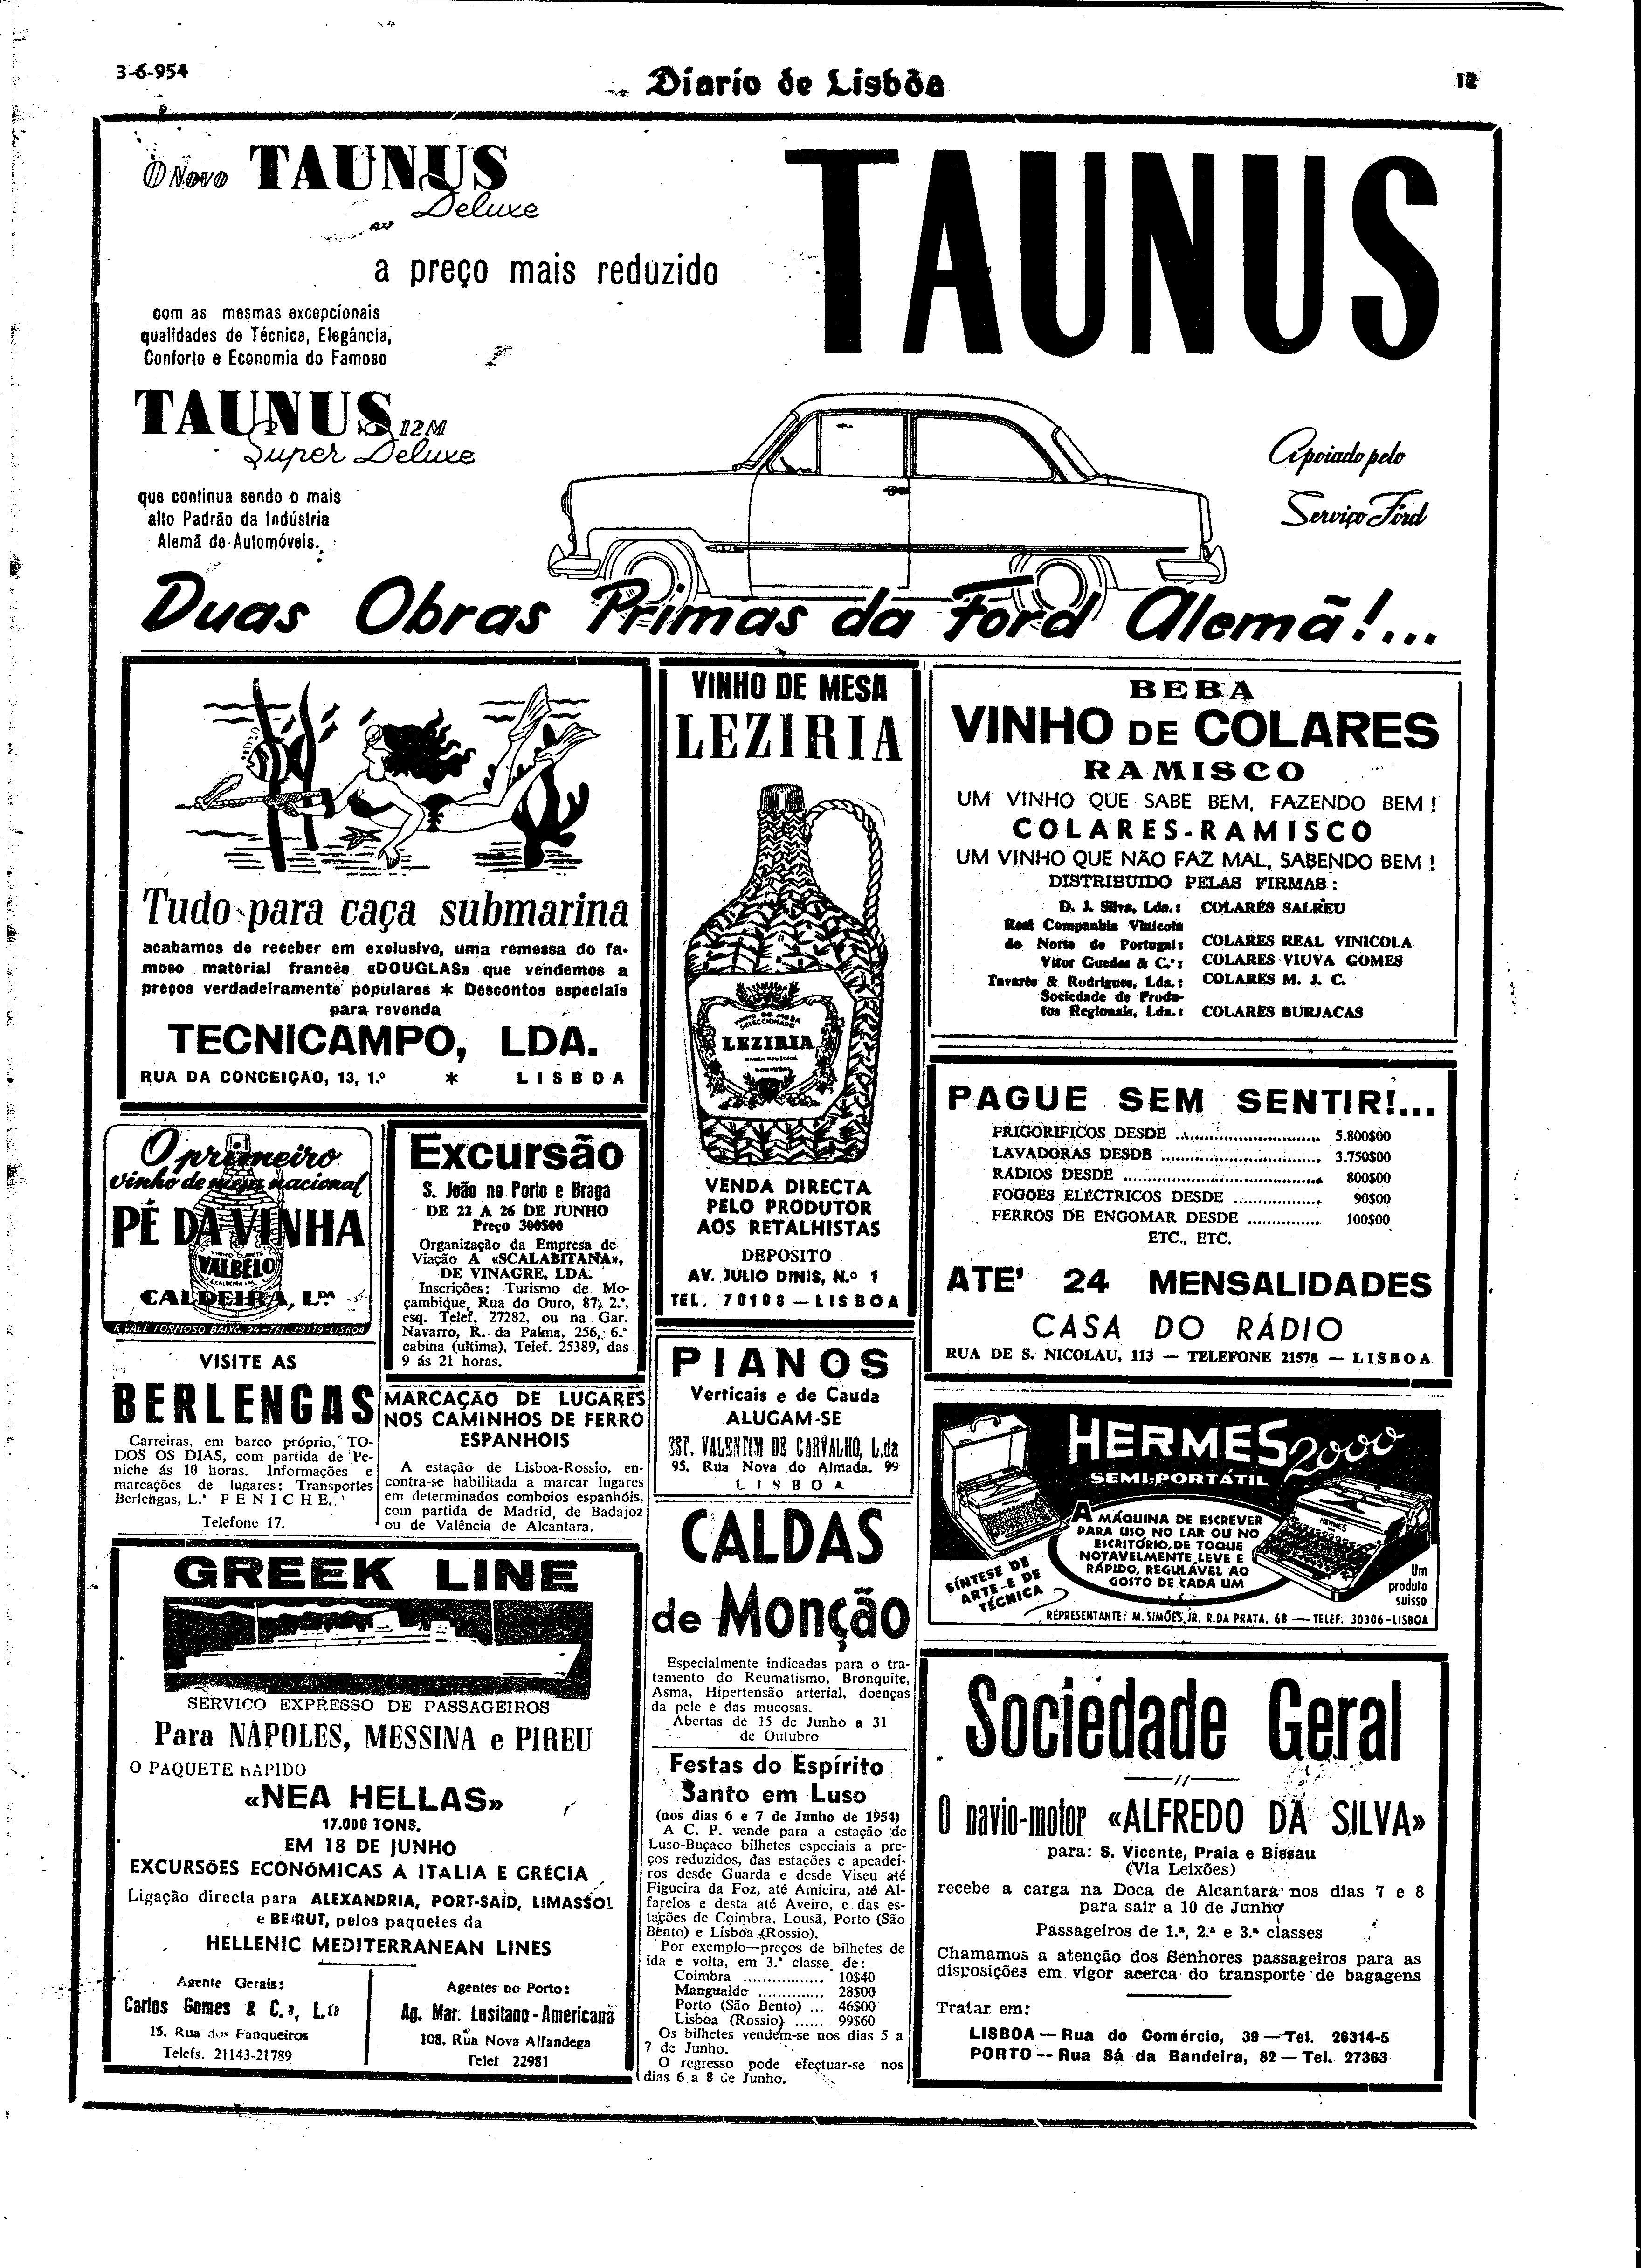 3-6-954
Diario de Lisbôa
12
O Novo TAUNUS
Deluxe
a preço mais reduzido
com as mesmas excepcionais
qualidades de Técnica, Elegância,
Conforto e Economia do Famoso
TAUNUS 12M
Super Deluxe
que continua sendo o mais
alto Padrão da Indústria
Alemã de Automóveis.
TAUNUS
Apoiado pelo
Serviço Ford
Duas Obras Primas da Ford Alemã!...
Tudo para caça submarina
acabamos de receber em exclusivo, uma remessa do fa-
moso material francês «DOUGLAS» que vendemos a
preços verdadeiramente populares * Descontos especiais
para revenda
TECNICAMPO, LDA.
RUA DA CONCEIÇÃO, 13, 1.º * LISBOA
VINHO DE MESA
LEZIRIA
VINHO DE MESA
SELECCIONADO
LEZIRIA
VENDA DIRECTA
PELO PRODUTOR
AOS RETALHISTAS
DEPOSITO
AV. JULIO DINIS, N.º 1
TEL. 70108 — LISBOA
BEBA
VINHO DE COLARES
RAMISCO
UM VINHO QUE SABE BEM, FAZENDO BEM!
COLARES-RAMISCO
UM VINHO QUE NÃO FAZ MAL, SABENDO BEM!
DISTRIBUIDO PELAS FIRMAS:
D. J. Silva, Lda.: COLARES SALREU
Real Companhia Vinicola
do Norte de Portugal: COLARES REAL VINICOLA
Vitor Guedes & C.ª: COLARES VIUVA GOMES
Tavares & Rodrigues, Lda.: COLARES M. J. C.
Sociedade de Produ-
tos Regionais, Lda.: COLARES BURJACAS
PAGUE SEM SENTIR!...
FRIGORIFICOS DESDE ........ 5.800$00
LAVADORAS DESDE ........ 3.750$00
RADIOS DESDE ........ 800$00
FOGÕES ELÉCTRICOS DESDE ........ 90$00
FERROS DE ENGOMAR DESDE ........ 100$00
ETC., ETC.
ATE' 24 MENSALIDADES
CASA DO RÁDIO
RUA DE S. NICOLAU, 113 — TELEFONE 21578 — LISBOA
O primeiro
vinho de mesa nacional
PÉ DA VINHA
VALBELO
CALDEIRA, L.DA
R. VALE FORMOSO BAIXO, 94-TEL. 39119-LISBOA
Excursão
S. João no Porto e Braga
DE 22 A 26 DE JUNHO
Preço 300$00
Organização da Empresa de
Viação A «SCALABITANA»,
DE VINAGRE, LDA.
Inscrições: Turismo de Mo-
çambique, Rua do Ouro, 87, 2.º,
esq. Telef. 27282, ou na Gar.
Navarro, R. da Palma, 256, 6.ª
cabina (ultima). Telef. 25389, das
9 ás 21 horas.
VISITE AS
BERLENGAS
Carreiras, em barco próprio, TO-
DOS OS DIAS, com partida de Pe-
niche ás 10 horas. Informações e
marcações de lugares: Transportes
Berlengas, L.ª PENICHE.
Telefone 17.
MARCAÇÃO DE LUGARES
NOS CAMINHOS DE FERRO
ESPANHOIS
A estação de Lisboa-Rossio, en-
contra-se habilitada a marcar lugares
em determinados comboios espanhóis,
com partida de Madrid, de Badajoz
ou de Valência de Alcantara.
PIANOS
Verticais e de Cauda
ALUGAM-SE
EST. VALENTIM DE CARVALHO, L.da
95, Rua Nova do Almada, 99
LISBOA
HERMES 2000
SEMI-PORTÁTIL
A MÁQUINA DE ESCREVER
PARA USO NO LAR OU NO
ESCRITÓRIO, DE TOQUE
NOTAVELMENTE LEVE E
RÁPIDO, REGULÁVEL AO
GOSTO DE CADA UM
SÍNTESE DE
ARTE E DE
TÉCNICA
Um
produto
suisso
REPRESENTANTE: M. SIMÕES JR. R. DA PRATA, 68 — TELEF. 30306-LISBOA
GREEK LINE
SERVICO EXPRESSO DE PASSAGEIROS
Para NÁPOLES, MESSINA e PIREU
O PAQUETE RAPIDO
«NEA HELLAS»
17.000 TONS.
EM 18 DE JUNHO
EXCURSÕES ECONÓMICAS Á ITALIA E GRÉCIA
Ligação directa para ALEXANDRIA, PORT-SAID, LIMASSOL
e BEIRUT, pelos paquetes da
HELLENIC MEDITERRANEAN LINES
Agente Gerais:
Carlos Gomes & C.ª, L.da
15, Rua dos Fanqueiros
Telefs. 21143-21789
Agentes no Porto:
Ag. Mar. Lusitano-Americana
108, Rua Nova Alfandega
Telef. 22981
CALDAS
de Monção
Especialmente indicadas para o tra-
tamento do Reumatismo, Bronquite,
Asma, Hipertensão arterial, doenças
da pele e das mucosas.
Abertas de 15 de Junho a 31
de Outubro
Festas do Espírito
Santo em Luso
(nos dias 6 e 7 de Junho de 1954)
A C. P. vende para a estação de
Luso-Buçaco bilhetes especiais a pre-
ços reduzidos, das estações e apeadei-
ros desde Guarda e desde Viseu até
Figueira da Foz, até Amieira, até Al-
farelos e desta até Aveiro, e das es-
tações de Coimbra, Lousã, Porto (São
Bento) e Lisboa (Rossio).
Por exemplo—preços de bilhetes de
ida e volta, em 3.ª classe de:
Coimbra ........ 10$40
Mangualde ........ 28$00
Porto (São Bento) ... 46$00
Lisboa (Rossio) ...... 99$60
Os bilhetes vendem-se nos dias 5 a
7 de Junho.
O regresso pode efectuar-se nos
dias 6 a 8 de Junho.
Sociedade Geral
O navio-motor «ALFREDO DA SILVA»
para: S. Vicente, Praia e Bissau
(Via Leixões)
recebe a carga na Doca de Alcantara nos dias 7 e 8
para sair a 10 de Junho
Passageiros de 1.ª, 2.ª e 3.ª classes
Chamamos a atenção dos Senhores passageiros para as
disposições em vigor acerca do transporte de bagagens
Tratar em:
LISBOA — Rua do Comércio, 39 — Tel. 26314-5
PORTO -- Rua Sá da Bandeira, 82 — Tel. 27363